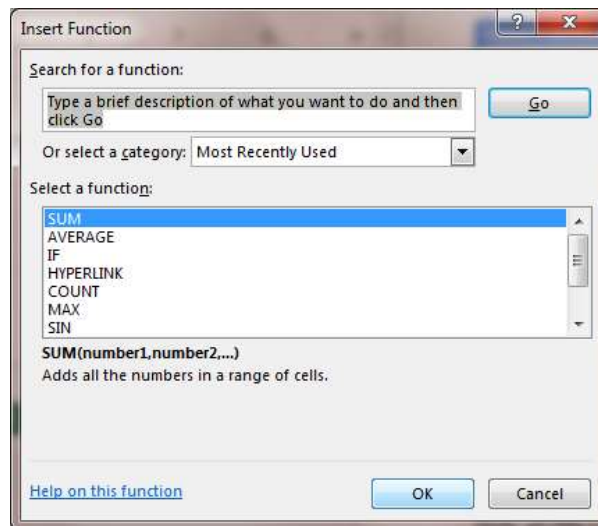 Insert Function
?
Search for a function:
Type a brief description of what you want to do and then
click Go
Go
Or select a category: Most Recently Used
Select a function:
SUM
AVERAGE
IF
HYPERLINK
COUNT
MAX
SIN
SUM(number1,number2,...)
Adds all the numbers in a range of cells.
Help on this function
OK
Cancel